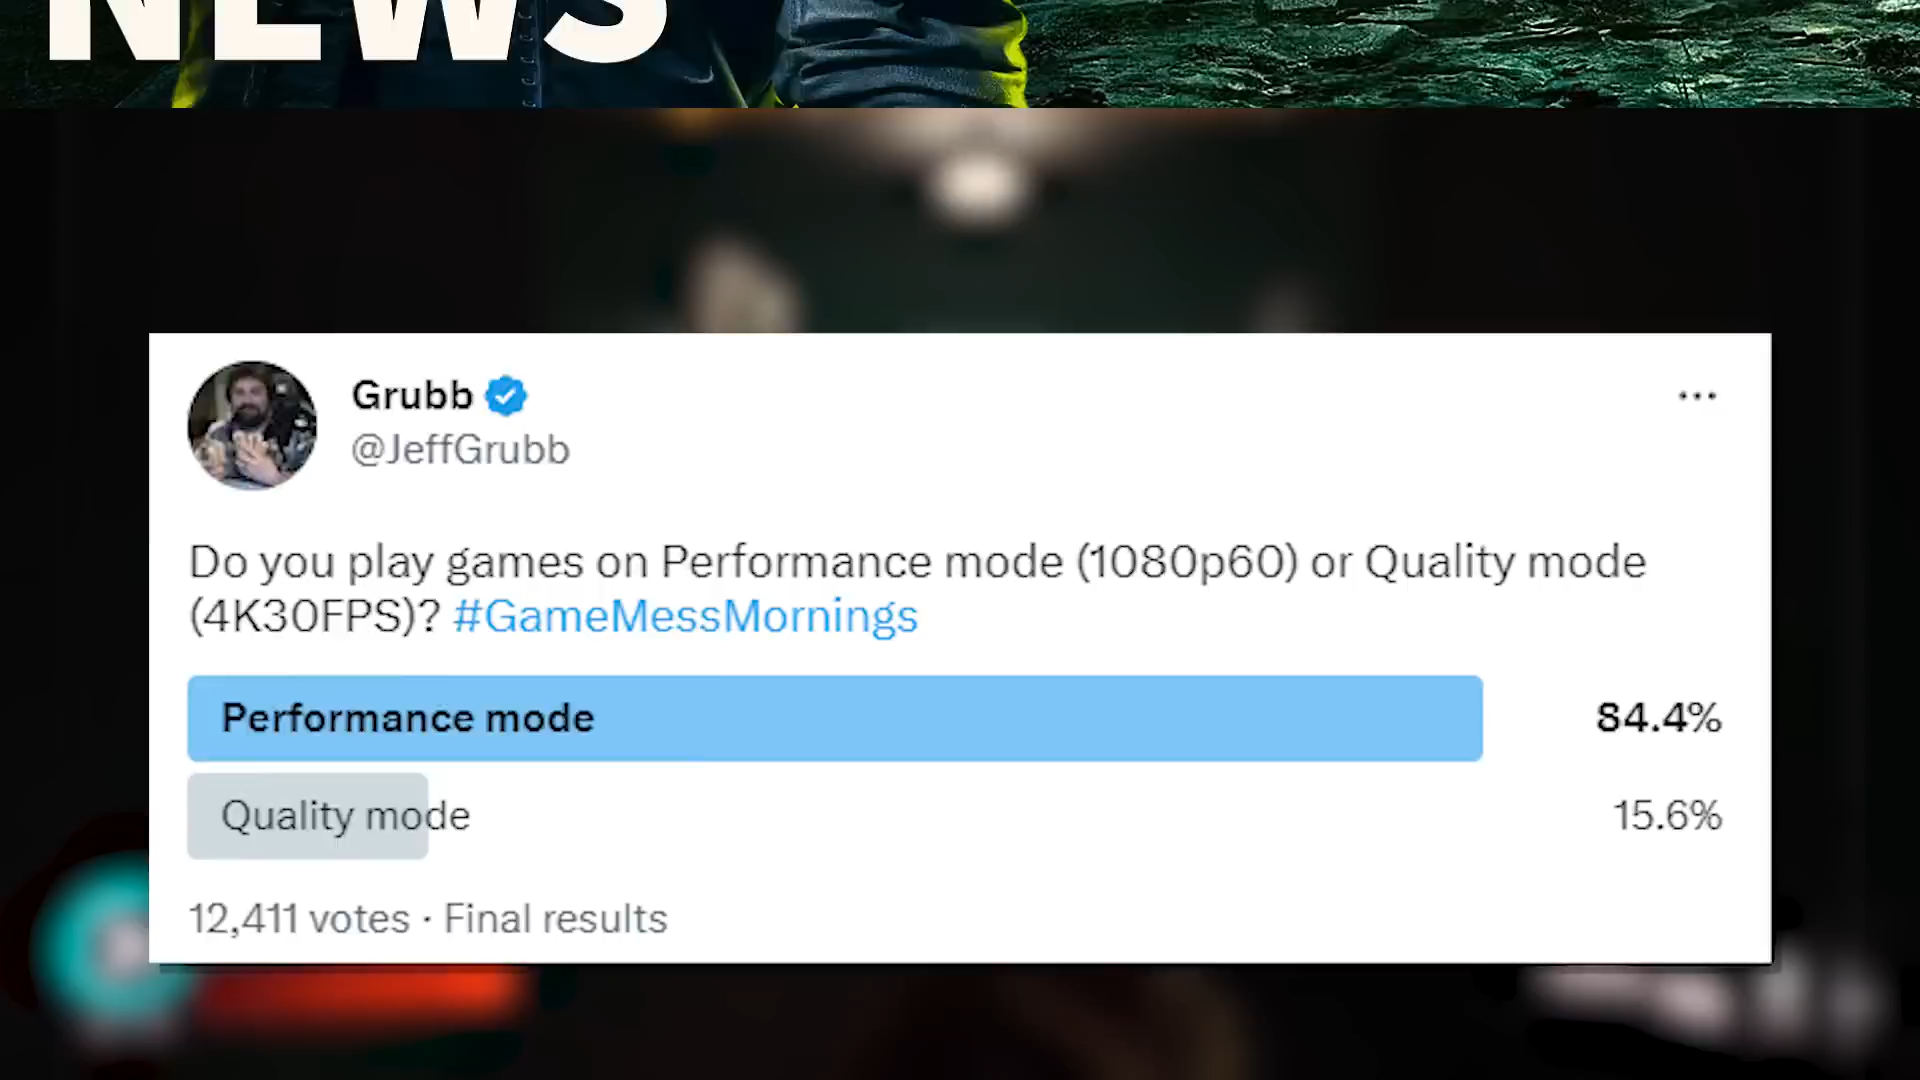 NEWS
Grubb
@JeffGrubb
Do you play games on Performance mode (1080p60) or Quality mode
(4K30FPS)? #GameMessMornings
Performance mode 84.4%
Quality mode 15.6%
12,411 votes · Final results